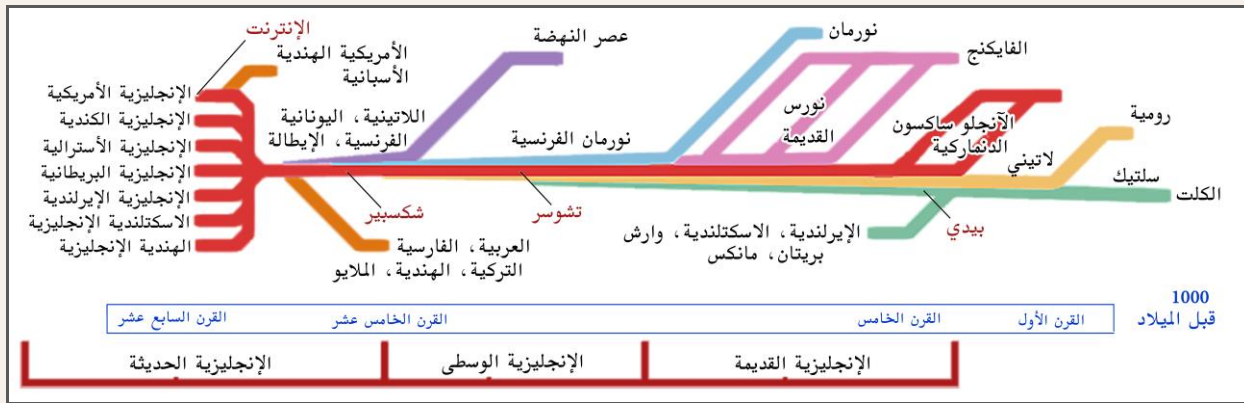 الإنترنت
الأمريكية الهندية
الأسبانية
عصر النهضة
نورمان
الفايكنج
رومية
الإنجليزية الأمريكية
الإنجليزية الكندية
الإنجليزية الأسترالية
الإنجليزية البريطانية
الإنجليزية الإيرلندية
الاسكتلندية الإنجليزية
الهندية الإنجليزية
اللاتينية، اليونانية
الفرنسية، الإيطالة
نورمان الفرنسية
نورس
القديمة
الآنجلو ساكسون
الدنماركية
لاتيني
سلتيك
الكلت
شكسبير
تشوسر
بيدي
العربية، الفارسية
التركية، الهندية، الملايو
الإيرلندية، الاسكتلندية، وارش
بريتان، مانكس
1000
قبل الميلاد
القرن الأول
القرن الخامس
القرن الخامس عشر
القرن السابع عشر
الإنجليزية القديمة
الإنجليزية الوسطى
الإنجليزية الحديثة